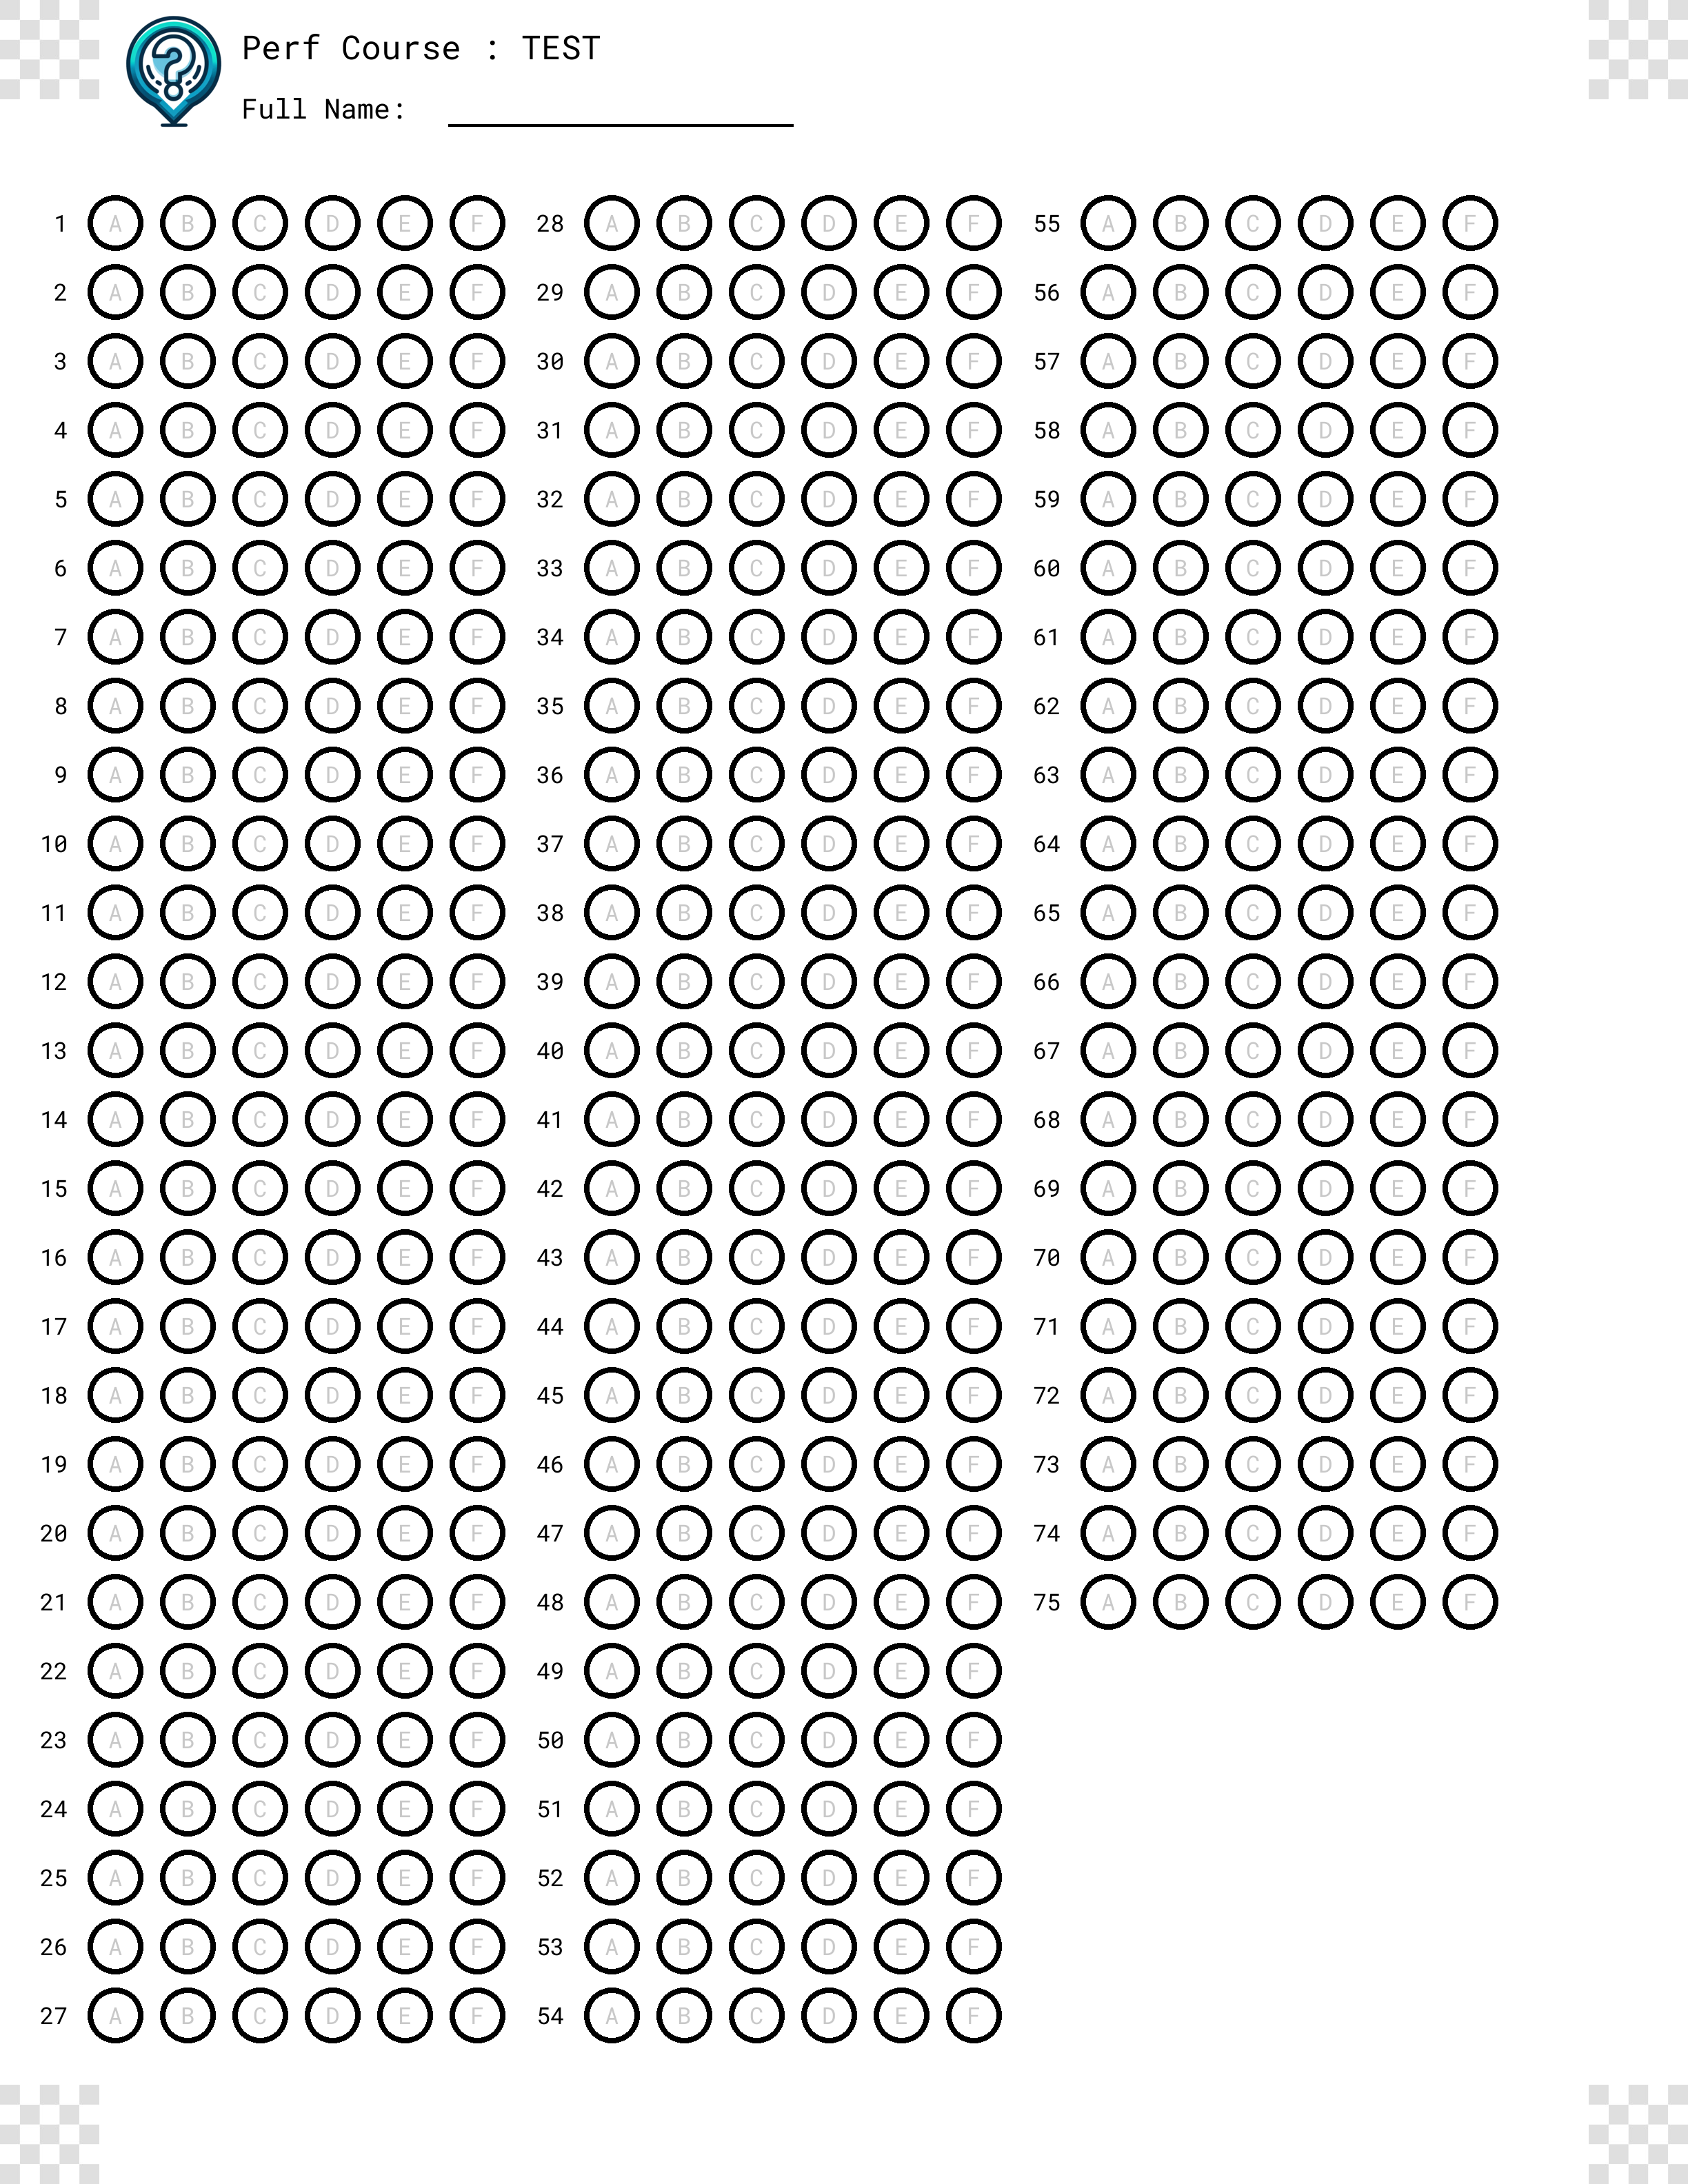 Perf Course : TEST
Full Name:
1 A B C D E F
2 A B C D E F
3 A B C D E F
4 A B C D E F
5 A B C D E F
6 A B C D E F
7 A B C D E F
8 A B C D E F
9 A B C D E F
10 A B C D E F
11 A B C D E F
12 A B C D E F
13 A B C D E F
14 A B C D E F
15 A B C D E F
16 A B C D E F
17 A B C D E F
18 A B C D E F
19 A B C D E F
20 A B C D E F
21 A B C D E F
22 A B C D E F
23 A B C D E F
24 A B C D E F
25 A B C D E F
26 A B C D E F
27 A B C D E F
28 A B C D E F
29 A B C D E F
30 A B C D E F
31 A B C D E F
32 A B C D E F
33 A B C D E F
34 A B C D E F
35 A B C D E F
36 A B C D E F
37 A B C D E F
38 A B C D E F
39 A B C D E F
40 A B C D E F
41 A B C D E F
42 A B C D E F
43 A B C D E F
44 A B C D E F
45 A B C D E F
46 A B C D E F
47 A B C D E F
48 A B C D E F
49 A B C D E F
50 A B C D E F
51 A B C D E F
52 A B C D E F
53 A B C D E F
54 A B C D E F
55 A B C D E F
56 A B C D E F
57 A B C D E F
58 A B C D E F
59 A B C D E F
60 A B C D E F
61 A B C D E F
62 A B C D E F
63 A B C D E F
64 A B C D E F
65 A B C D E F
66 A B C D E F
67 A B C D E F
68 A B C D E F
69 A B C D E F
70 A B C D E F
71 A B C D E F
72 A B C D E F
73 A B C D E F
74 A B C D E F
75 A B C D E F